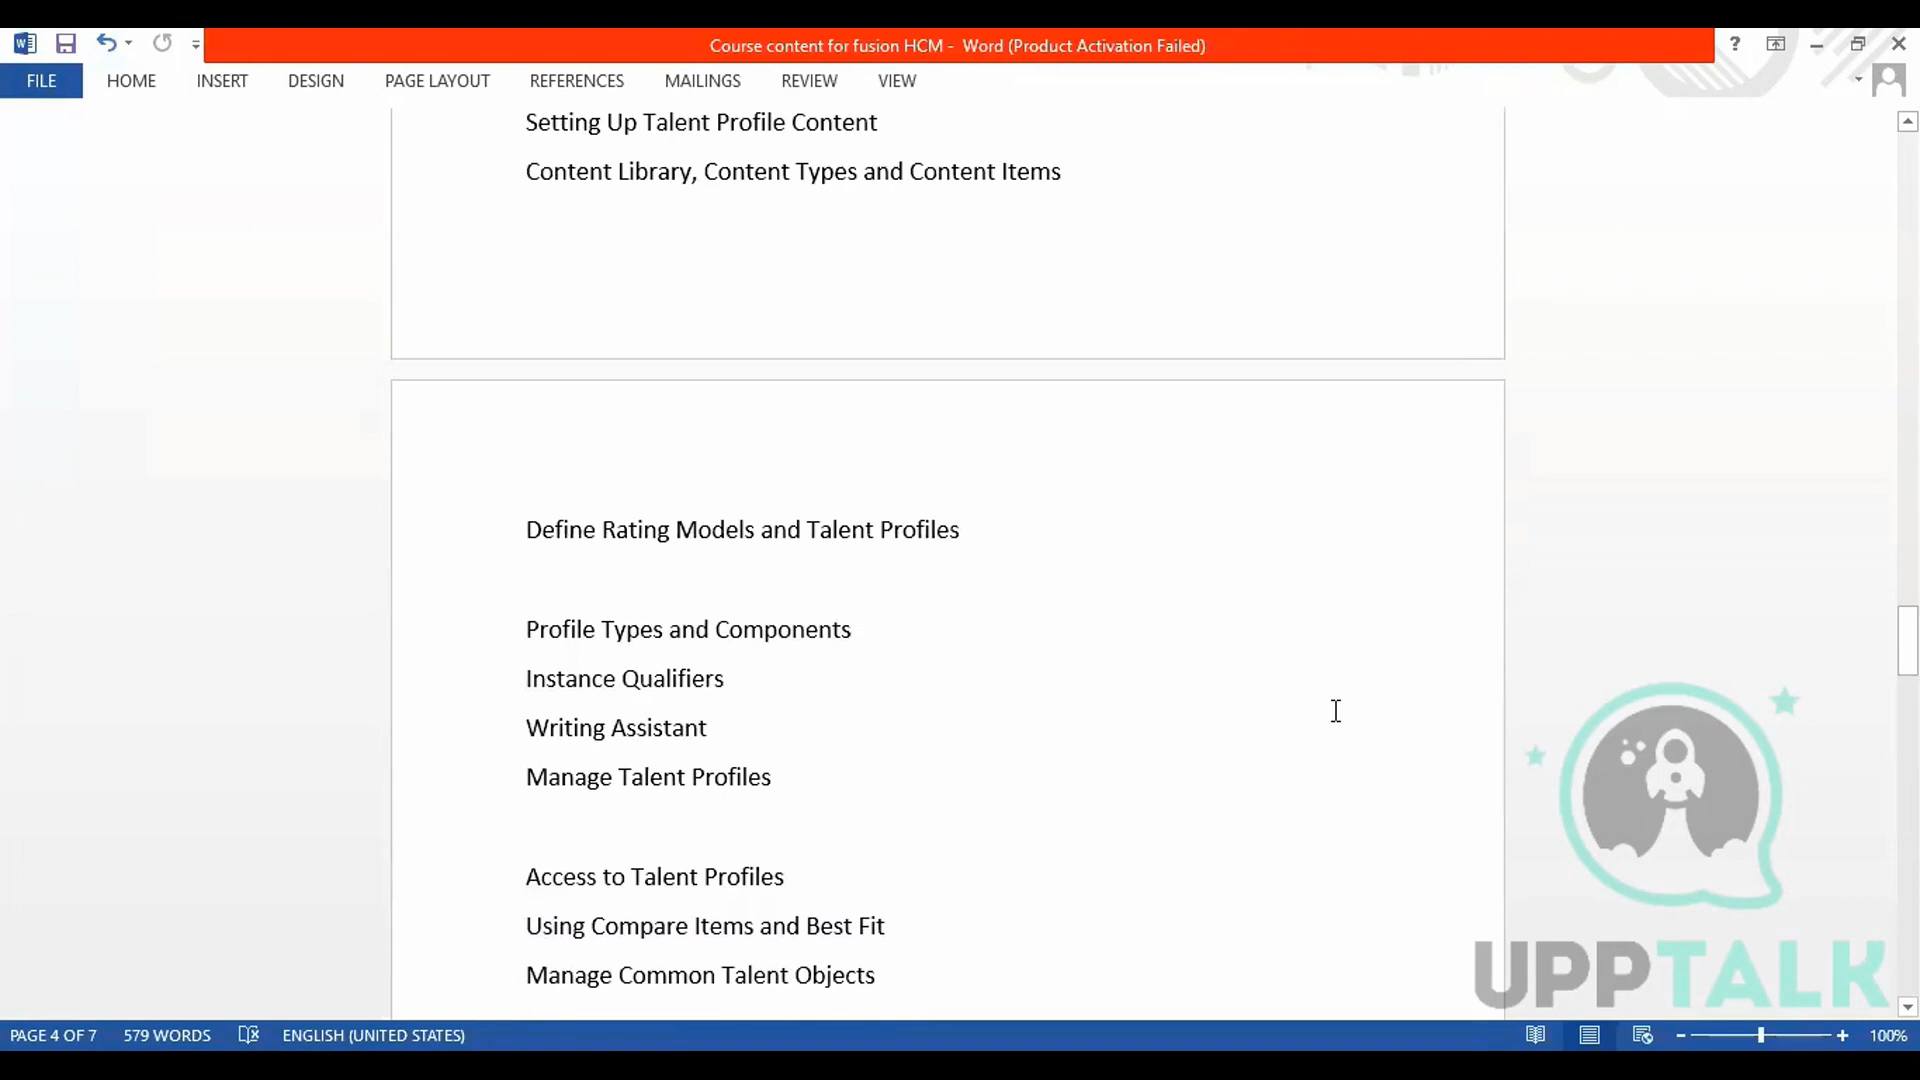 Course content for fusion HCM - Word (Product Activation Failed)
?
FILE HOME INSERT DESIGN PAGE LAYOUT REFERENCES MAILINGS REVIEW VIEW
Setting Up Talent Profile Content
Content Library, Content Types and Content Items
Define Rating Models and Talent Profiles
Profile Types and Components
Instance Qualifiers
Writing Assistant
Manage Talent Profiles
Access to Talent Profiles
Using Compare Items and Best Fit
Manage Common Talent Objects
UPPTALK
PAGE 4 OF 7 579 WORDS ENGLISH (UNITED STATES) 100%